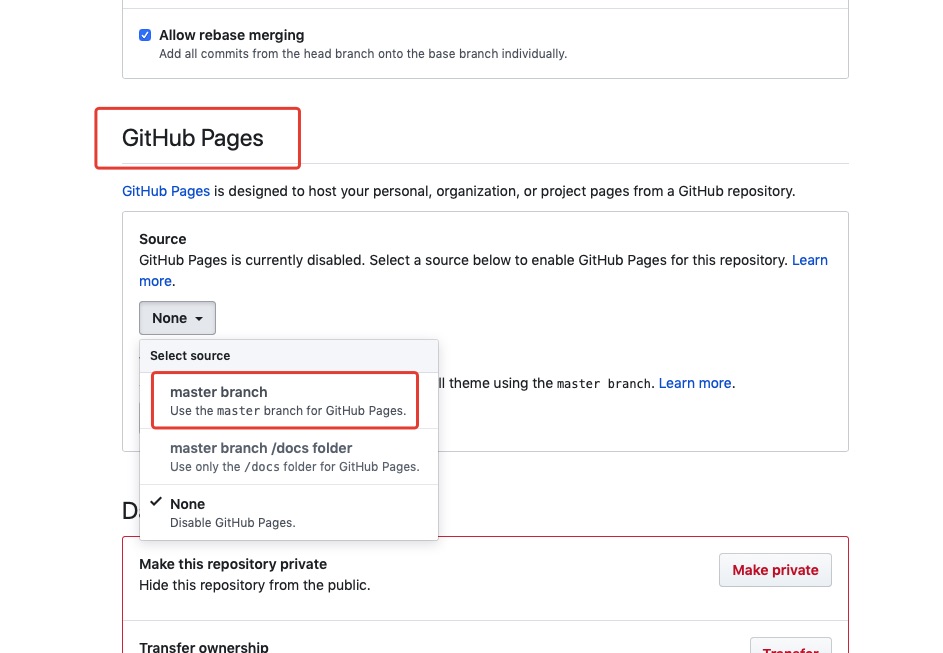 Allow rebase merging
Add all commits from the head branch onto the base branch individually.
GitHub Pages
GitHub Pages is designed to host your personal, organization, or project pages from a GitHub repository.
Source
GitHub Pages is currently disabled. Select a source below to enable GitHub Pages for this repository. Learn
more.
None
Select source
master branch
Use the master branch for GitHub Pages.
theme using the master branch. Learn more.
master branch /docs folder
Use only the /docs folder for GitHub Pages.
None
Disable GitHub Pages.
Make this repository private
Hide this repository from the public.
Make private
Transfer ownership
Transfer